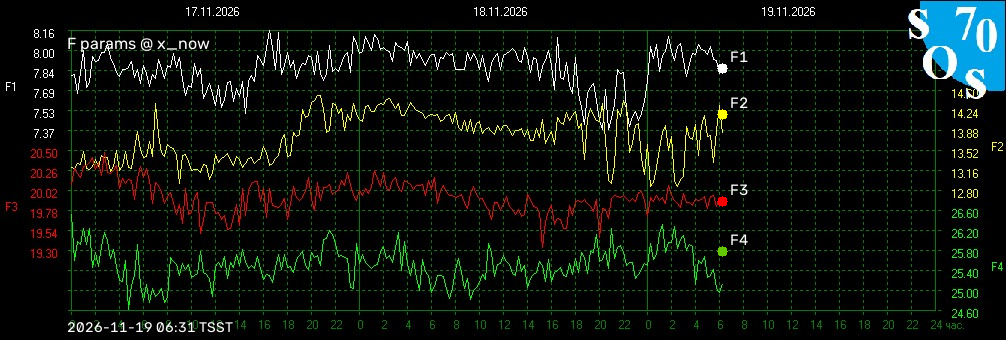 17.11.2026 18.11.2026 19.11.2026
SOS 70
F params @ x_now
8.16
8.00
7.84
7.69
7.53
7.37
F1
20.50
20.26
20.02
19.78
19.54
19.30
F3
F1
F2
F3
F4
14.24
13.88
13.52
13.16
12.80
F2
26.60
26.20
25.80
25.40
25.00
24.60
F4
2026-11-19 06:31 TSST
14 16 18 20 22 0 2 4 6 8 10 12 14 16 18 20 22 0 2 4 6 8 10 12 14 16 18 20 22 24 час.